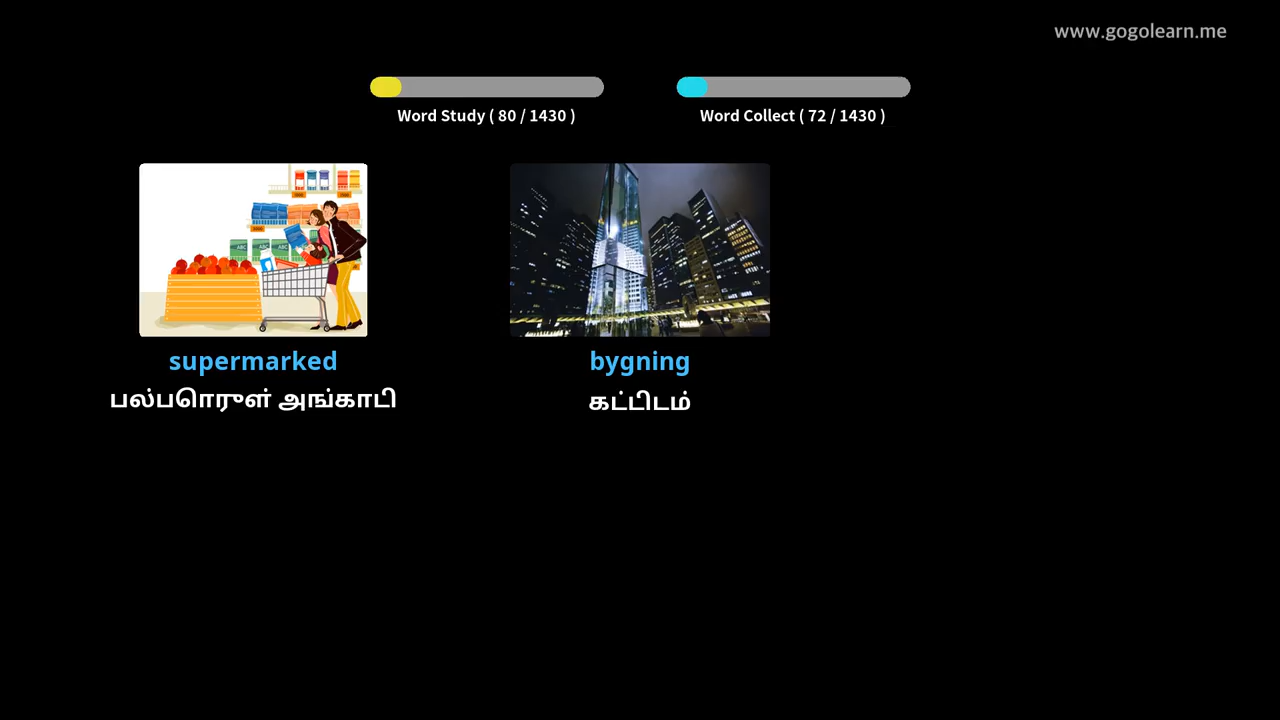 www.gogolearn.me
Word Study ( 80 / 1430 )
Word Collect ( 72 / 1430 )
supermarked
bygning
பல்பொருள் அங்காடி
கட்டிடம்